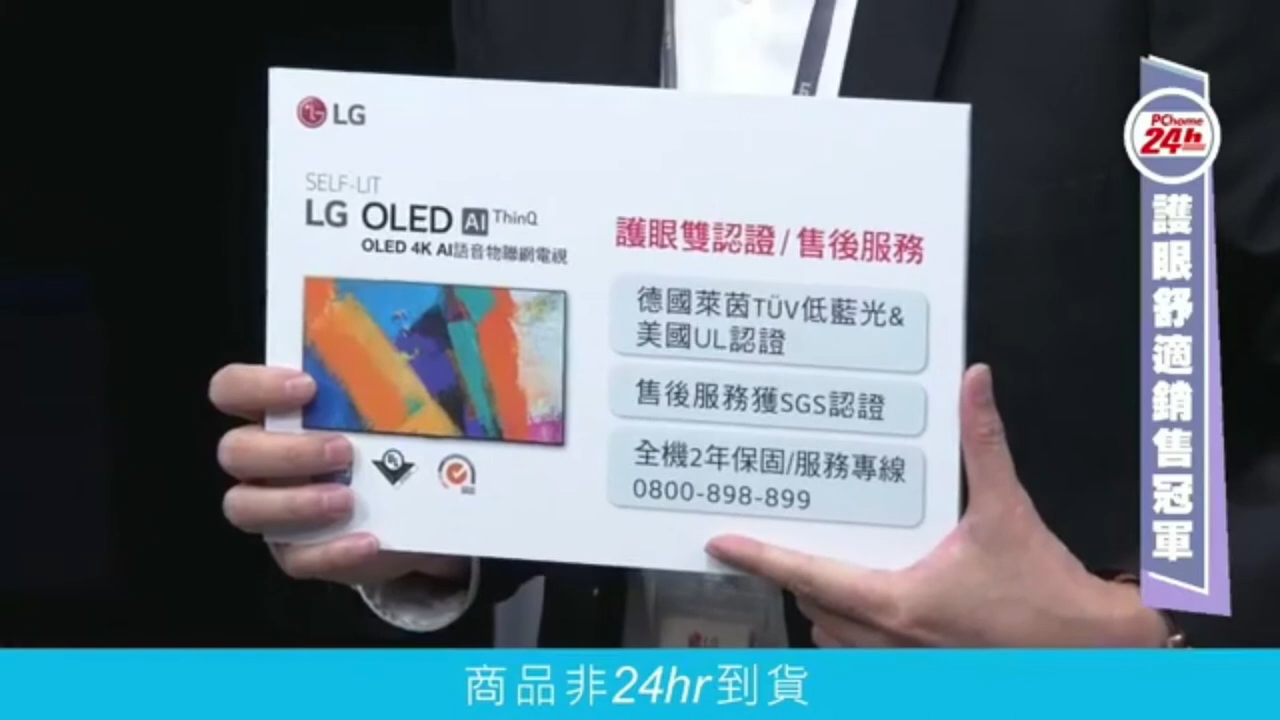 LG
SELF-LIT
LG OLED AI ThinQ
OLED 4K AI語音物聯網電視
護眼雙認證/售後服務
德國萊茵TÜV低藍光&
美國UL認證
售後服務獲SGS認證
全機2年保固/服務專線
0800-898-899
UL
SGS
LG
PChome
24h
護眼舒適銷售冠軍
商品非24hr到貨